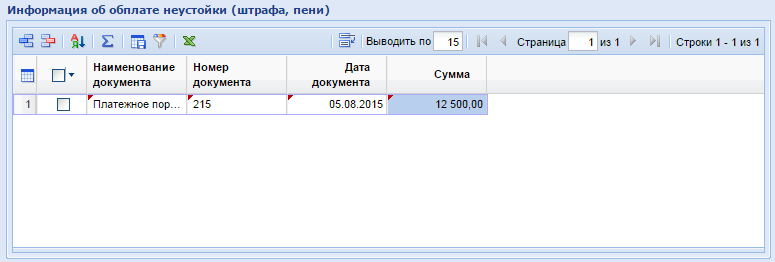 Информация об обплате неустойки (штрафа, пени)
А Я Σ Выводить по 15 Страница 1 из 1 Строки 1 - 1 из 1
Наименование документа Номер документа Дата документа Сумма
1 Платежное пор... 215 05.08.2015 12 500,00